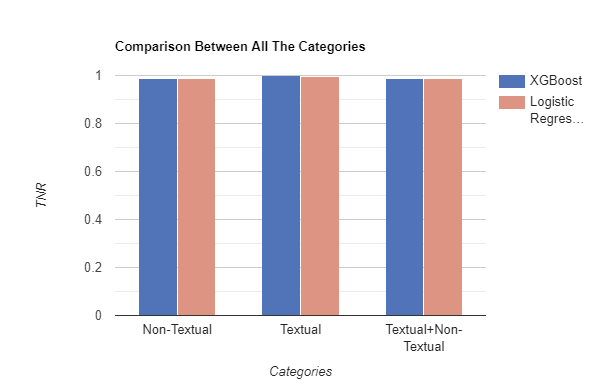 Comparison Between All The Categories
XGBoost
Logistic
Regres…
TNR
1
0.8
0.6
0.4
0.2
0
Non-Textual
Textual
Textual+Non-
Textual
Categories